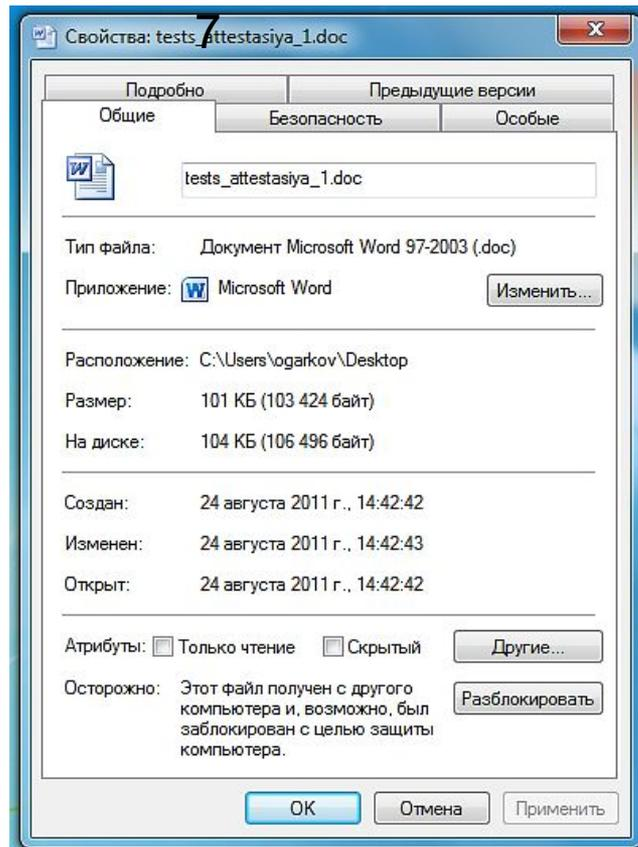 7
Свойства: tests_attestasiya_1.doc
Подробно Предыдущие версии
Общие Безопасность Особые
tests_attestasiya_1.doc
Тип файла: Документ Microsoft Word 97-2003 (.doc)
Приложение: Microsoft Word Изменить...
Расположение: C:\Users\ogarkov\Desktop
Размер: 101 КБ (103 424 байт)
На диске: 104 КБ (106 496 байт)
Создан: 24 августа 2011 г., 14:42:42
Изменен: 24 августа 2011 г., 14:42:43
Открыт: 24 августа 2011 г., 14:42:42
Атрибуты: Только чтение Скрытый Другие...
Осторожно: Этот файл получен с другого
компьютера и, возможно, был Разблокировать
заблокирован с целью защиты
компьютера.
OK Отмена Применить